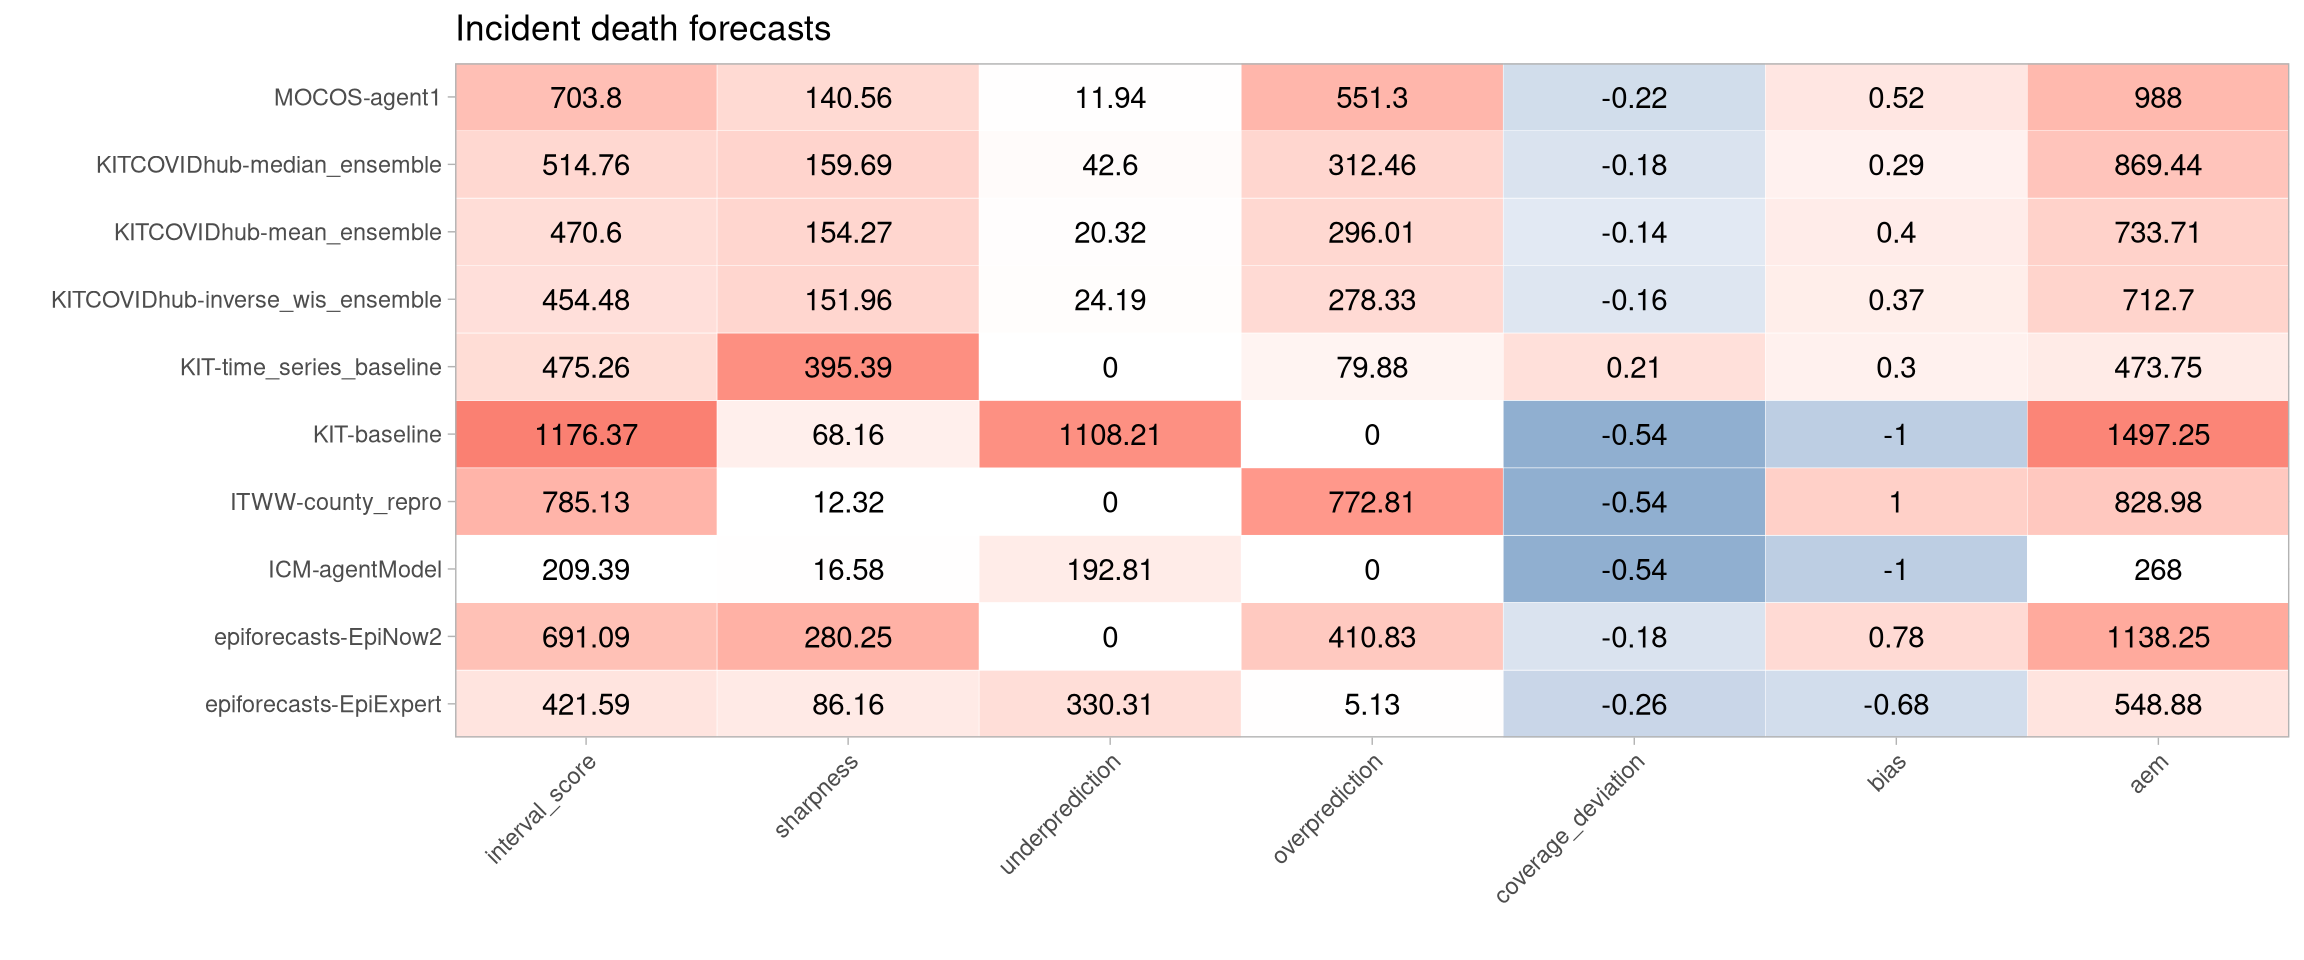 Incident death forecasts
MOCOS-agent1 703.8 140.56 11.94 551.3 -0.22 0.52 988
KITCOVIDhub-median_ensemble 514.76 159.69 42.6 312.46 -0.18 0.29 869.44
KITCOVIDhub-mean_ensemble 470.6 154.27 20.32 296.01 -0.14 0.4 733.71
KITCOVIDhub-inverse_wis_ensemble 454.48 151.96 24.19 278.33 -0.16 0.37 712.7
KIT-time_series_baseline 475.26 395.39 0 79.88 0.21 0.3 473.75
KIT-baseline 1176.37 68.16 1108.21 0 -0.54 -1 1497.25
ITWW-county_repro 785.13 12.32 0 772.81 -0.54 1 828.98
ICM-agentModel 209.39 16.58 192.81 0 -0.54 -1 268
epiforecasts-EpiNow2 691.09 280.25 0 410.83 -0.18 0.78 1138.25
epiforecasts-EpiExpert 421.59 86.16 330.31 5.13 -0.26 -0.68 548.88
interval_score sharpness underprediction overprediction coverage_deviation bias aem